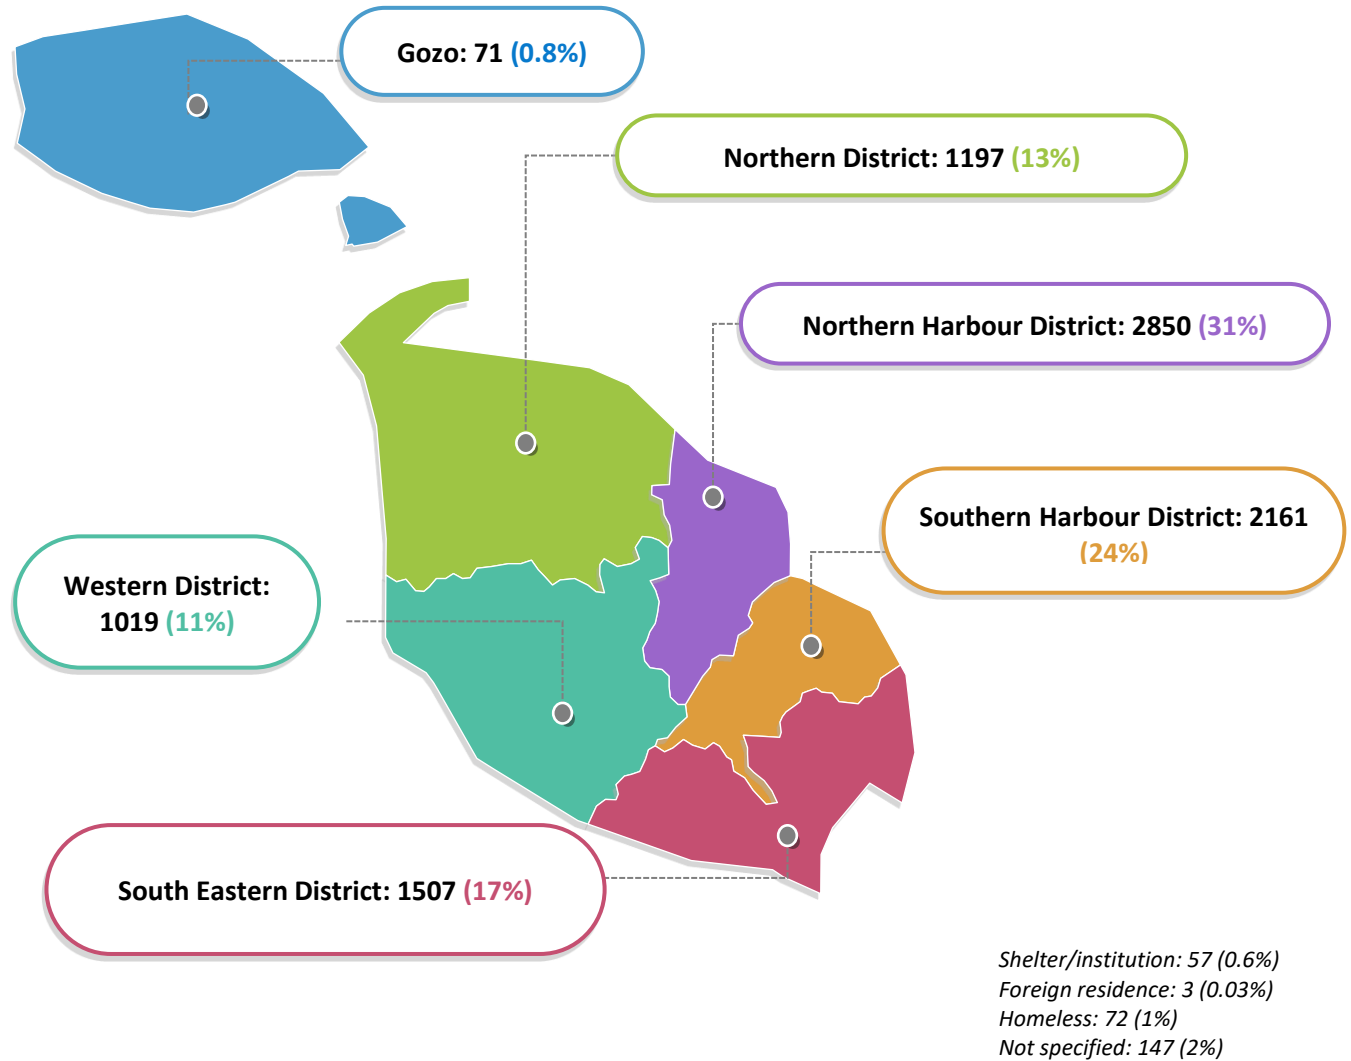 Gozo: 71 (0.8%)
Northern District: 1197 (13%)
Northern Harbour District: 2850 (31%)
Southern Harbour District: 2161
(24%)
Western District:
1019 (11%)
South Eastern District: 1507 (17%)
Shelter/institution: 57 (0.6%)
Foreign residence: 3 (0.03%)
Homeless: 72 (1%)
Not specified: 147 (2%)